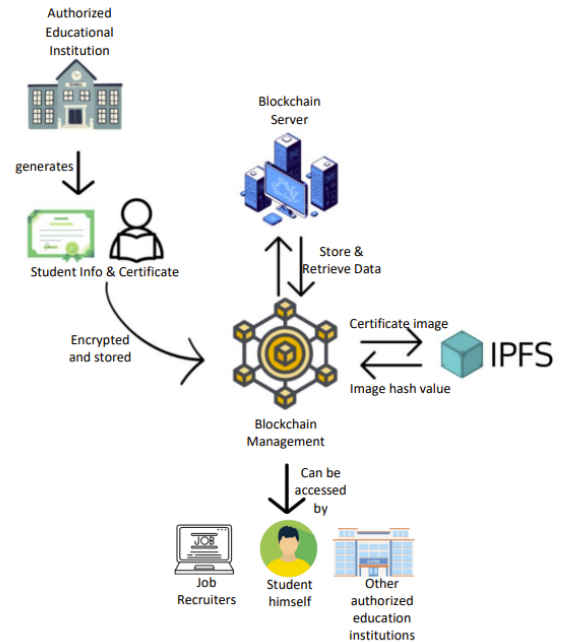 Authorized
Educational
Institution
generates
Student Info & Certificate
Encrypted
and stored
Blockchain
Server
Store &
Retrieve Data
Certificate image
IPFS
Image hash value
Blockchain
Management
Can be
accessed
by
JOB
Job
Recruiters
Student
himself
Other
authorized
education
institutions